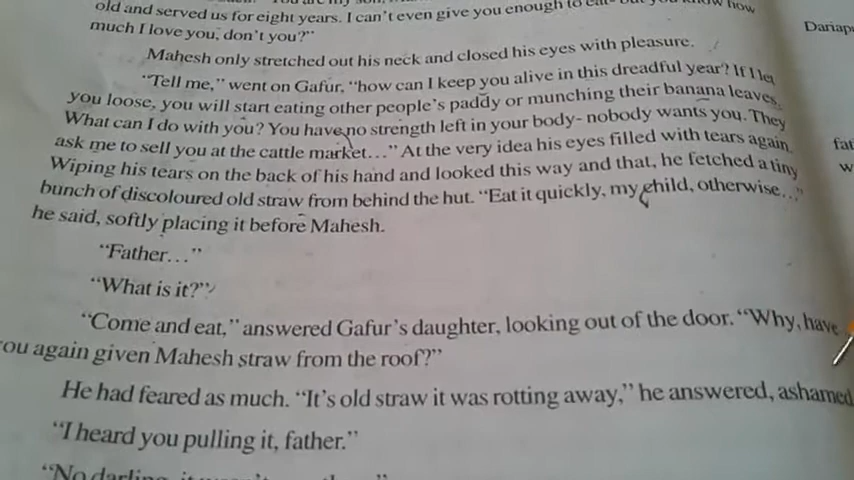 old and served us for eight years. I can't even give you enough to eat- but you know how
much I love you, don't you?"
Mahesh only stretched out his neck and closed his eyes with pleasure.
"Tell me," went on Gafur, "how can I keep you alive in this dreadful year? If I let
you loose, you will start eating other people's paddy or munching their banana leaves.
What can I do with you? You have no strength left in your body- nobody wants you. They
ask me to sell you at the cattle market..." At the very idea his eyes filled with tears again.
Wiping his tears on the back of his hand and looked this way and that, he fetched a tiny
bunch of discoloured old straw from behind the hut. "Eat it quickly, my child, otherwise..."
he said, softly placing it before Mahesh.
"Father..."
"What is it?"
"Come and eat," answered Gafur's daughter, looking out of the door. "Why, have
ou again given Mahesh straw from the roof?"
He had feared as much. "It's old straw it was rotting away," he answered, ashamed
"I heard you pulling it, father."
"No darling, it
Dariap
fat
w